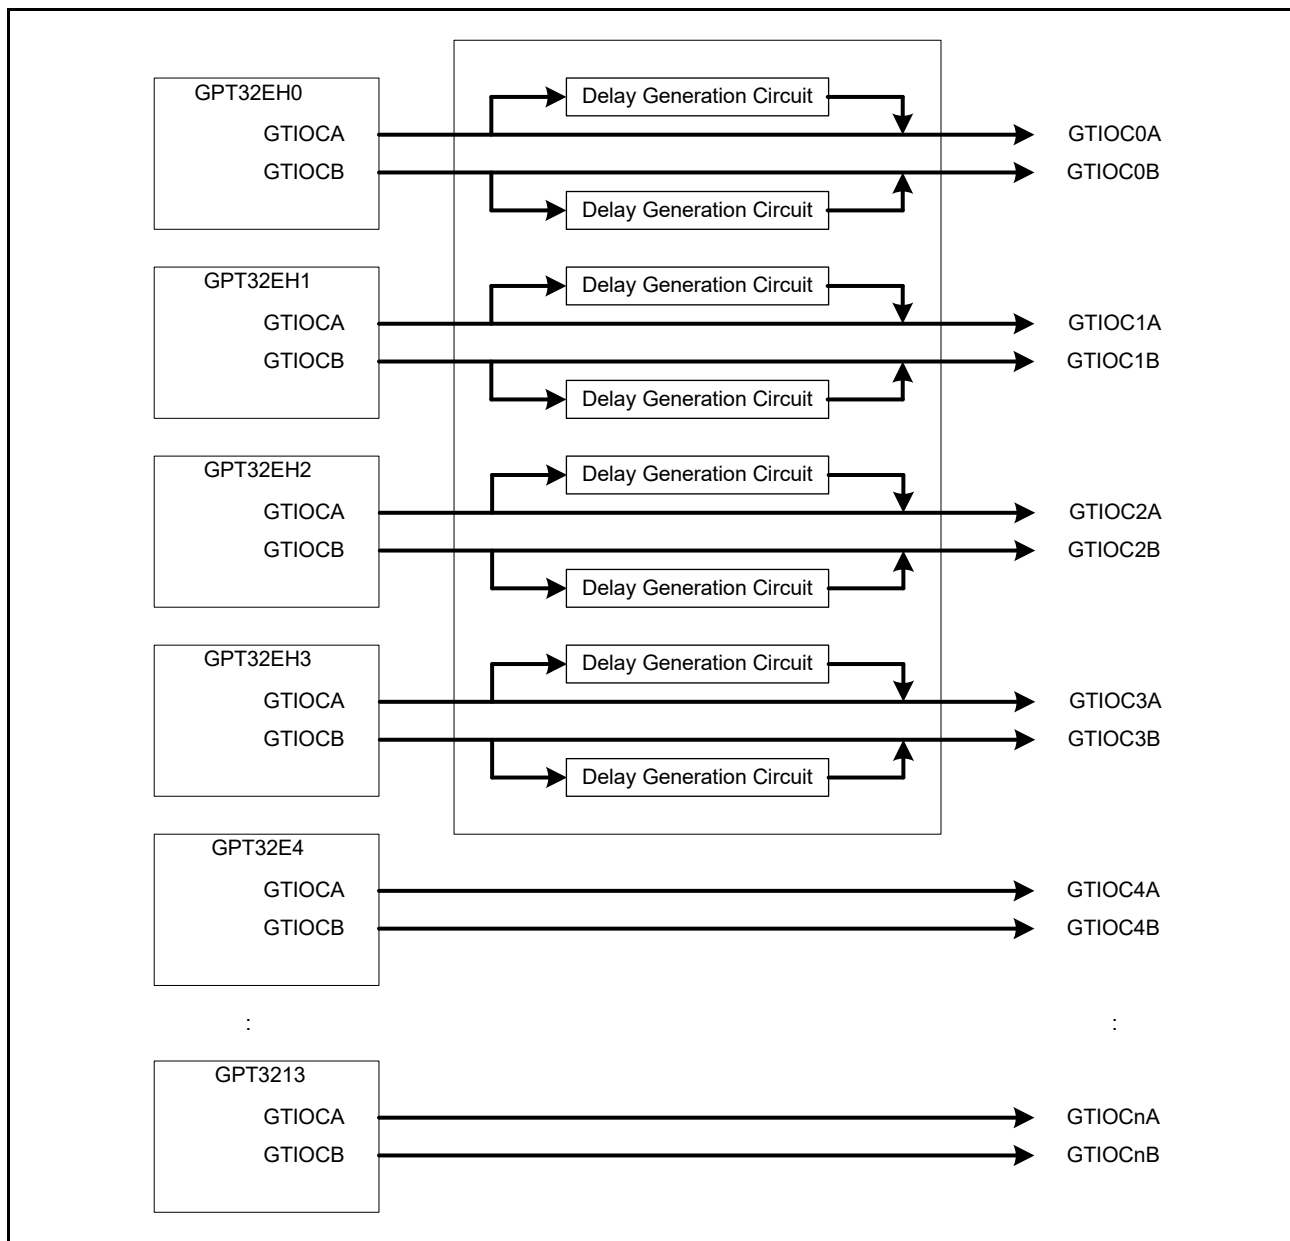 GPT32EH0
Delay Generation Circuit
GTIOCA
GTIOC0A
GTIOCB
GTIOC0B
Delay Generation Circuit
GPT32EH1
Delay Generation Circuit
GTIOCA
GTIOC1A
GTIOCB
GTIOC1B
Delay Generation Circuit
GPT32EH2
Delay Generation Circuit
GTIOCA
GTIOC2A
GTIOCB
GTIOC2B
Delay Generation Circuit
GPT32EH3
Delay Generation Circuit
GTIOCA
GTIOC3A
GTIOCB
GTIOC3B
Delay Generation Circuit
GPT32E4
GTIOCA
GTIOC4A
GTIOCB
GTIOC4B
:
:
GPT3213
GTIOCA
GTIOCnA
GTIOCB
GTIOCnB